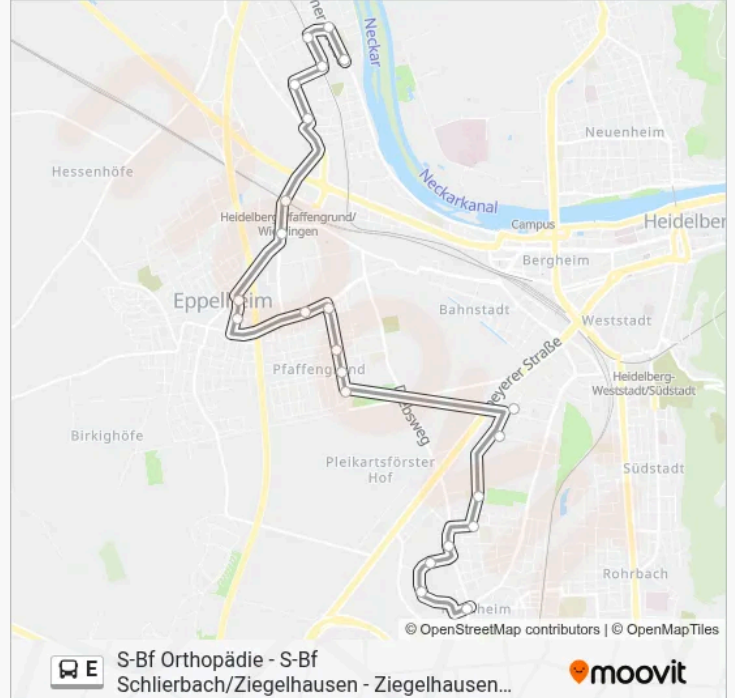 Neckar
Neuenheim
Hessenhöfe
Neckarkanal
Heidelberg
Campus
Bergheim
Eppelheim
Bahnstadt
Weststadt
Heidelberg-
Weststadt/Südstadt
Pfaffengrund
Speyerer Straße
Diebsweg
Birkighöfe
Pleikartsförster
Hof
Südstadt
Rohrbach
© OpenStreetMap contributors | © OpenMapTiles
E
S-Bf Orthopädie - S-Bf
Schlierbach/Ziegelhausen - Ziegelhausen...
moovit